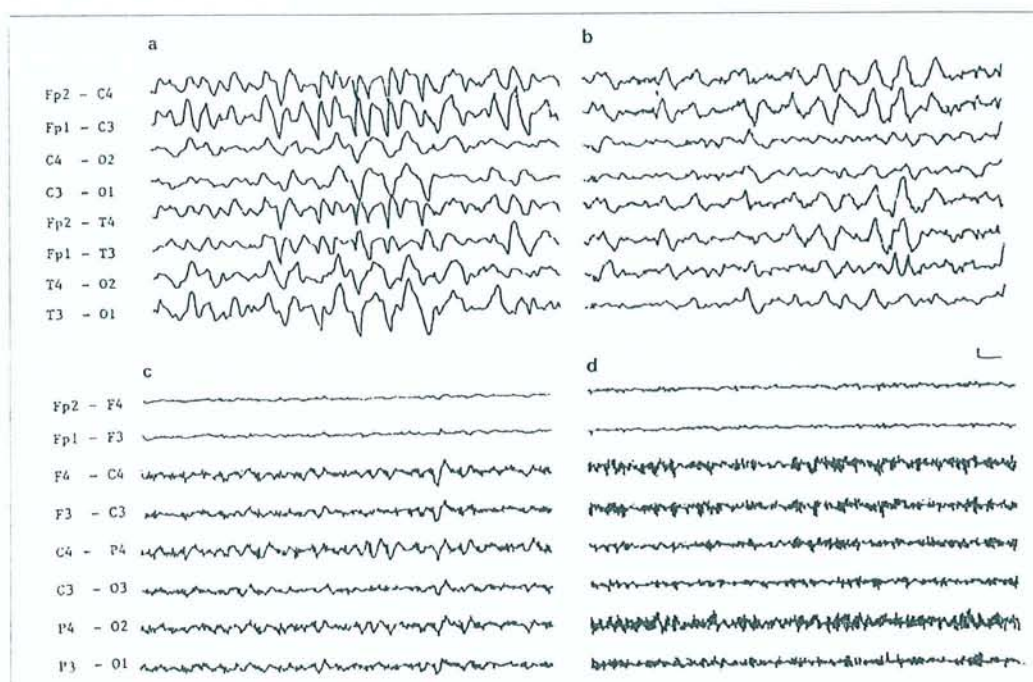 a
b
Fp2 - C4
Fp1 - C3
C4 - O2
C3 - O1
Fp2 - T4
Fp1 - T3
T4 - O2
T3 - O1
c
d
Fp2 - F4
Fp1 - F3
F4 - C4
F3 - C3
C4 - P4
C3 - O3
P4 - O2
P3 - O1